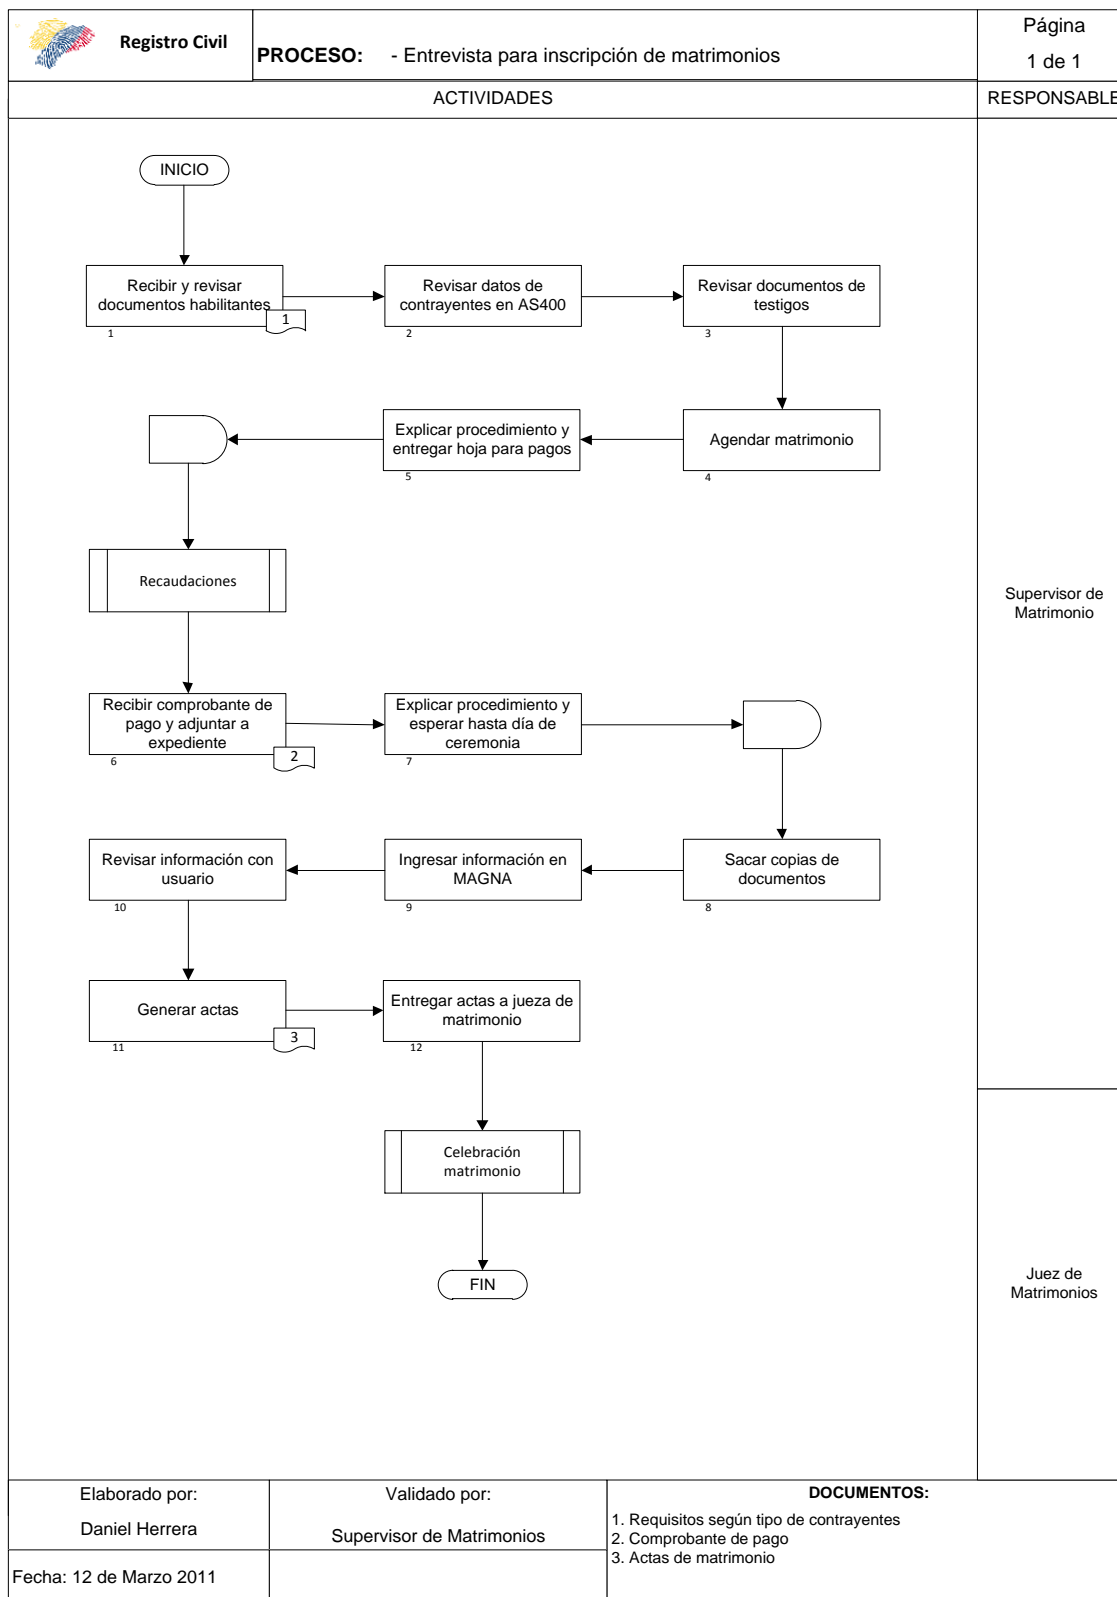 Registro Civil
PROCESO: - Entrevista para inscripción de matrimonios
Página
1 de 1
ACTIVIDADES
RESPONSABLE
INICIO
Recibir y revisar
documentos habilitantes
1
1
Revisar datos de
contrayentes en AS400
2
Revisar documentos de
testigos
3
Agendar matrimonio
4
Explicar procedimiento y
entregar hoja para pagos
5
Recaudaciones
Recibir comprobante de
pago y adjuntar a
expediente
6
2
Explicar procedimiento y
esperar hasta día de
ceremonia
7
Sacar copias de
documentos
8
Ingresar información en
MAGNA
9
Revisar información con
usuario
10
Generar actas
11
3
Entregar actas a jueza de
matrimonio
12
Celebración
matrimonio
FIN
Supervisor de
Matrimonio
Juez de
Matrimonios
Elaborado por:
Daniel Herrera
Fecha: 12 de Marzo 2011
Validado por:
Supervisor de Matrimonios
DOCUMENTOS:
1. Requisitos según tipo de contrayentes
2. Comprobante de pago
3. Actas de matrimonio